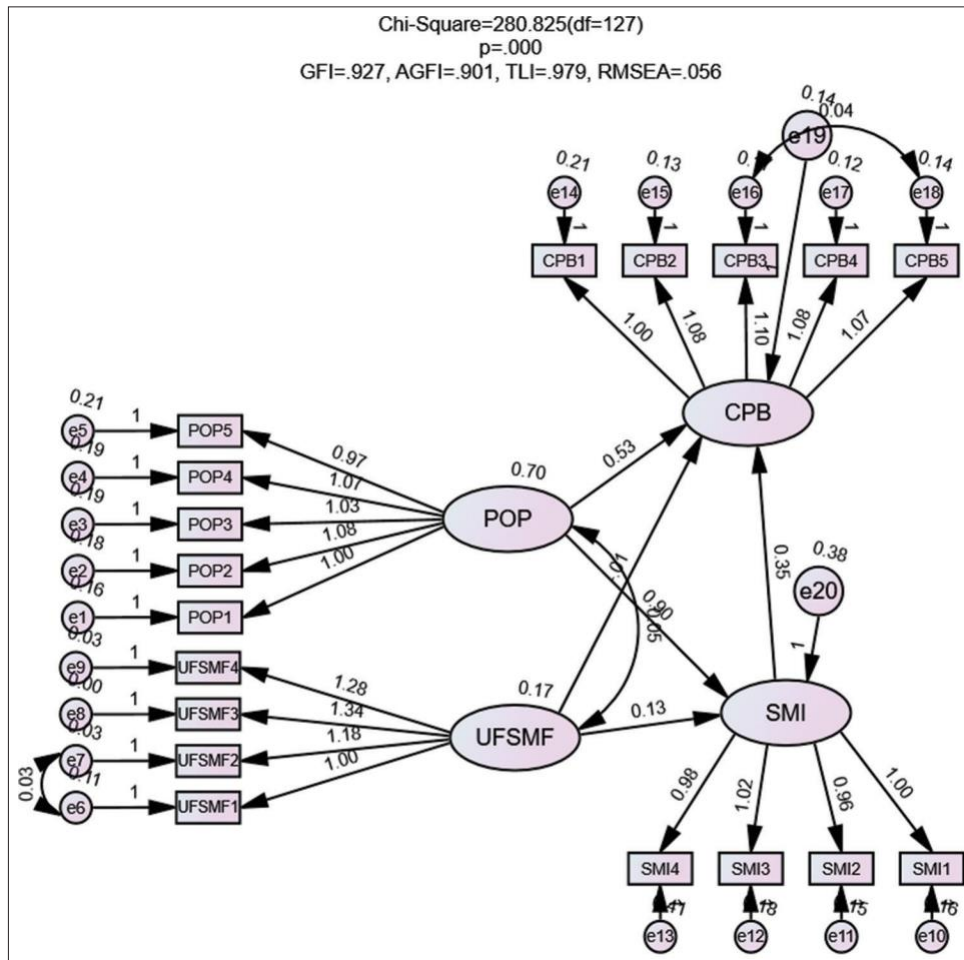 Chi-Square=280.825(df=127)
p=.000
GFI=.927, AGFI=.901, TLI=.979, RMSEA=.056
0.14
0.04
e19
0.21 0.13 0.12 0.14
e14 e15 e16 e17 e18
1 1 1 1 1
CPB1 CPB2 CPB3 CPB4 CPB5
1
1.00 1.08 1.10 1.08 1.07
CPB
0.21
e5 1 POP5
0.19
e4 1 POP4
0.19
e3 1 POP3
0.18
e2 1 POP2
0.16
e1 1 POP1
0.97
1.07
1.03
1.08
1.00
0.70
POP
0.53
0.90
0.05
0.35
0.38
e20
1
0.03
e9 1 UFSMF4
0.00
e8 1 UFSMF3
0.03
e7 1 UFSMF2
0.11
e6 1 UFSMF1
0.03
1.28
1.34
1.18
1.00
0.17
UFSMF
0.13
SMI
0.98 1.02 0.96 1.00
SMI4 SMI3 SMI2 SMI1
e13 e12 e11 e10